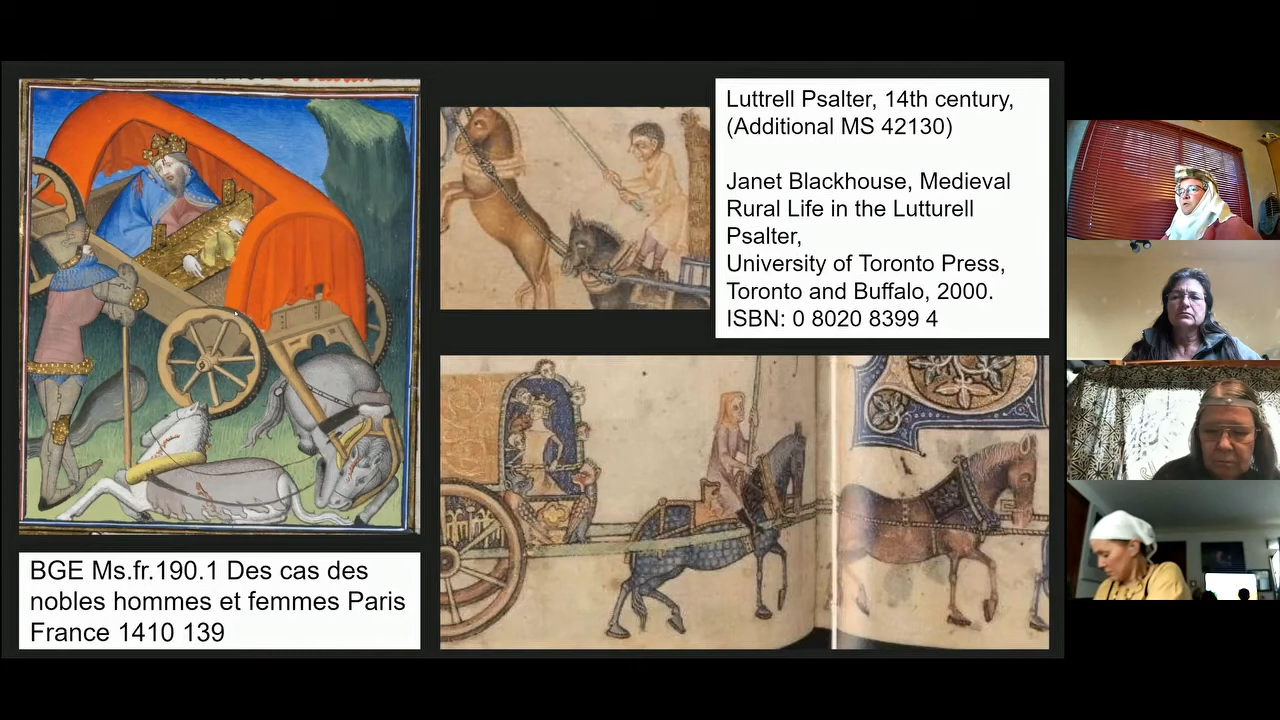 BGE Ms.fr.190.1 Des cas des
nobles hommes et femmes Paris
France 1410 139
Luttrell Psalter, 14th century,
(Additional MS 42130)
Janet Blackhouse, Medieval
Rural Life in the Lutturell
Psalter,
University of Toronto Press,
Toronto and Buffalo, 2000.
ISBN: 0 8020 8399 4